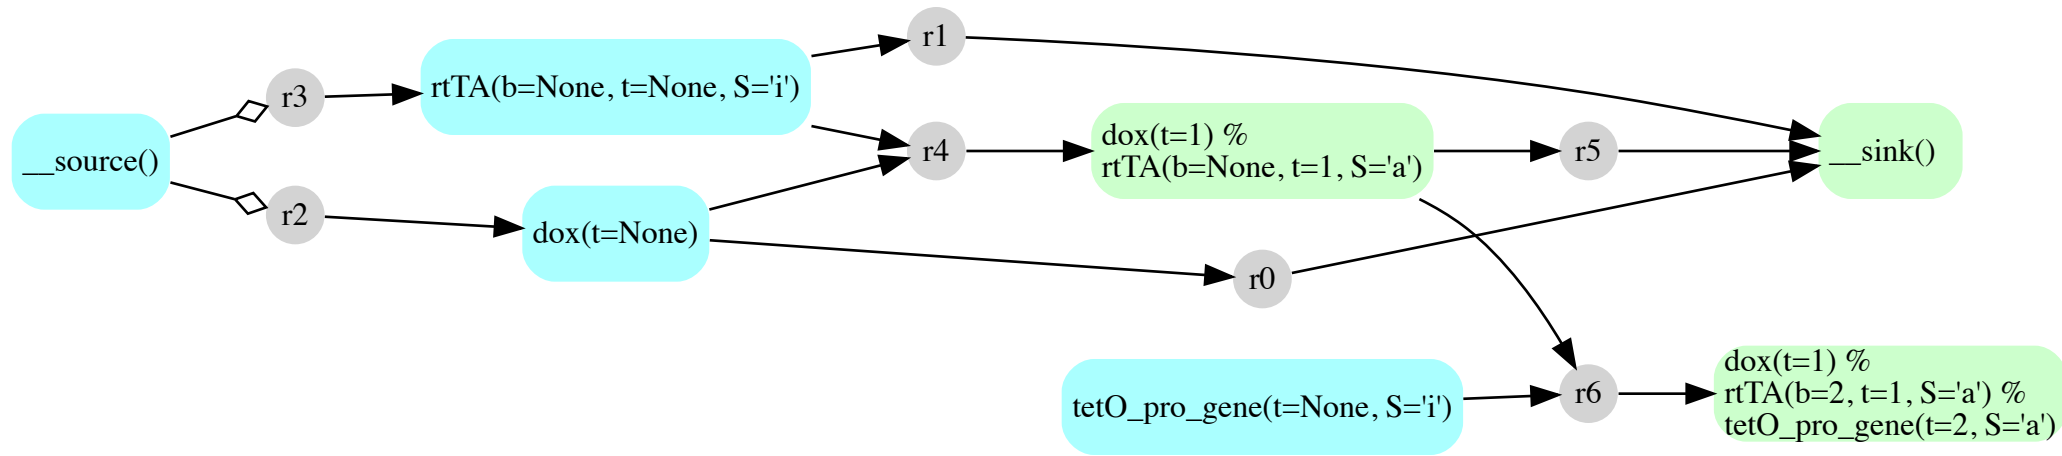 r1
rtTA(b=None, t=None, S='i')
r3
dox(t=1) %
rtTA(b=None, t=1, S='a')
r4
r5
__sink()
__source()
r2
dox(t=None)
r0
tetO_pro_gene(t=None, S='i')
r6
dox(t=1) %
rtTA(b=2, t=1, S='a') %
tetO_pro_gene(t=2, S='a')